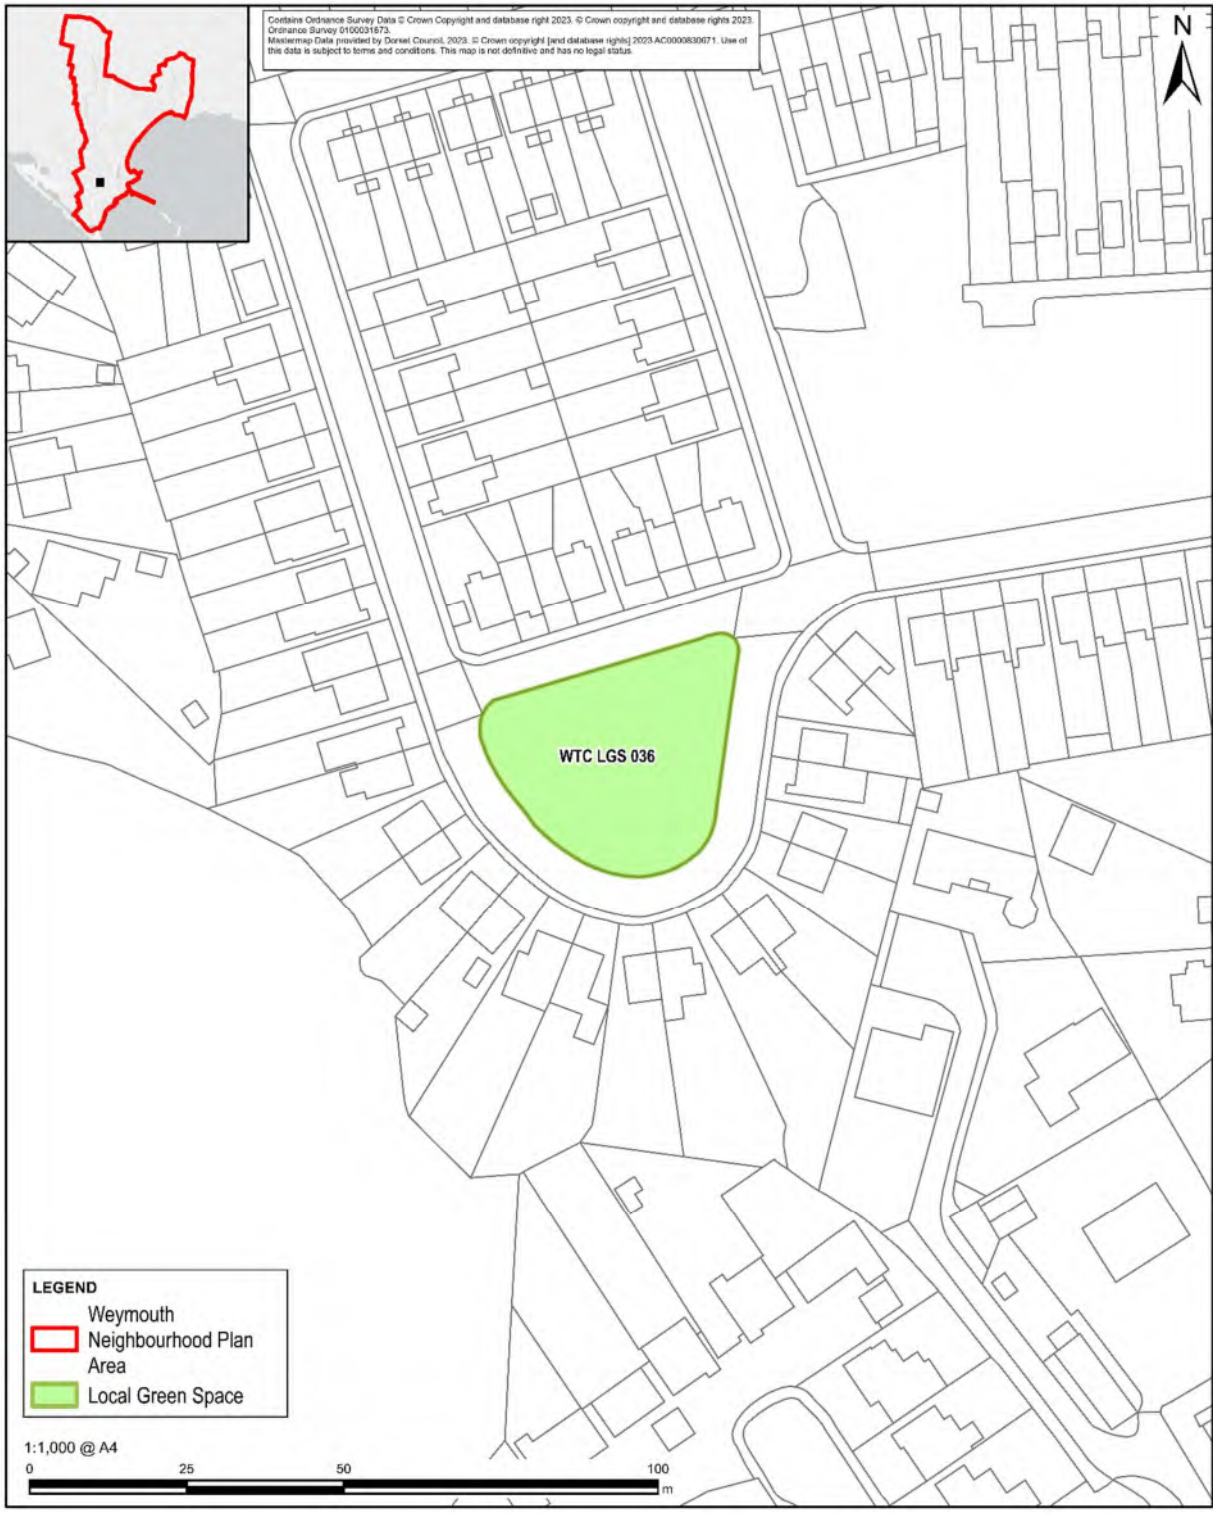 Contains Ordnance Survey Data © Crown Copyright and database right 2023. © Crown copyright and database rights 2023.
Ordnance Survey 0100031673.
Mastermap Data provided by Dorset Council, 2023. © Crown copyright [and database rights] 2023 AC0000830671. Use of
this data is subject to terms and conditions. This map is not definitive and has no legal status.
N
WTC LGS 036
LEGEND
Weymouth
Neighbourhood Plan
Area
Local Green Space
1:1,000 @ A4
0 25 50 100
m